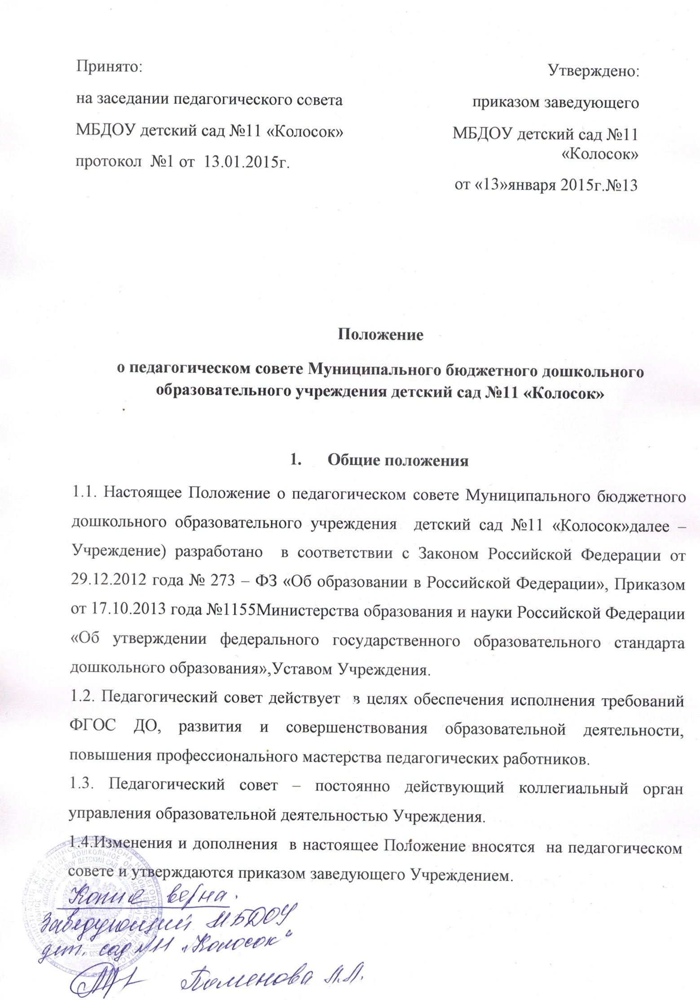 Принято:
на заседании педагогического совета
МБДОУ детский сад №11 «Колосок»
протокол №1 от 13.01.2015г.
Утверждено:
приказом заведующего
МБДОУ детский сад №11
«Колосок»
от «13»января 2015г.№13
Положение
о педагогическом совете Муниципального бюджетного дошкольного
образовательного учреждения детский сад №11 «Колосок»
1. Общие положения
1.1. Настоящее Положение о педагогическом совете Муниципального бюджетного
дошкольного образовательного учреждения детский сад №11 «Колосок»далее –
Учреждение) разработано в соответствии с Законом Российской Федерации от
29.12.2012 года № 273 – ФЗ «Об образовании в Российской Федерации», Приказом
от 17.10.2013 года №1155Министерства образования и науки Российской Федерации
«Об утверждении федерального государственного образовательного стандарта
дошкольного образования»,Уставом Учреждения.
1.2. Педагогический совет действует в целях обеспечения исполнения требований
ФГОС ДО, развития и совершенствования образовательной деятельности,
повышения профессионального мастерства педагогических работников.
1.3. Педагогический совет – постоянно действующий коллегиальный орган
управления образовательной деятельностью Учреждения.
1.4.Изменения и дополнения в настоящее Положение вносятся на педагогическом
совете и утверждаются приказом заведующего Учреждением.
Копия верна.
Заведующий МБДОУ
дет. сад №11 „Колосок“